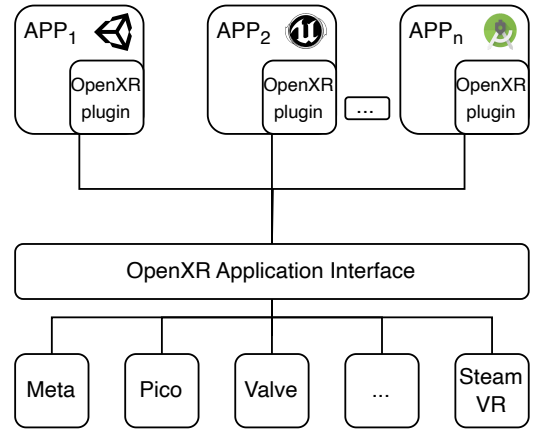 APP1
APP2
APPn
OpenXR
plugin
OpenXR
plugin
...
OpenXR
plugin
OpenXR Application Interface
Meta
Pico
Valve
...
Steam
VR